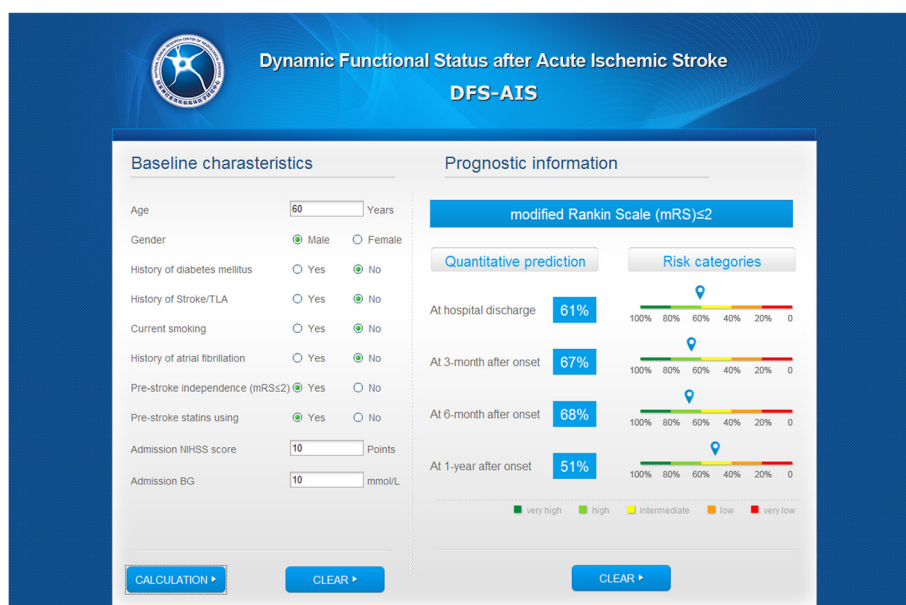 Dynamic Functional Status after Acute Ischemic Stroke
DFS-AIS
Baseline charasteristics
Age 60 Years
Gender Male Female
History of diabetes mellitus Yes No
History of Stroke/TLA Yes No
Current smoking Yes No
History of atrial fibrillation Yes No
Pre-stroke independence (mRS≤2) Yes No
Pre-stroke statins using Yes No
Admission NIHSS score 10 Points
Admission BG 10 mmol/L
CALCULATION
CLEAR
Prognostic information
modified Rankin Scale (mRS)≤2
Quantitative prediction Risk categories
At hospital discharge 61%
100% 80% 60% 40% 20% 0
At 3-month after onset 67%
100% 80% 60% 40% 20% 0
At 6-month after onset 68%
100% 80% 60% 40% 20% 0
At 1-year after onset 51%
100% 80% 60% 40% 20% 0
very high high intermediate low very low
CLEAR